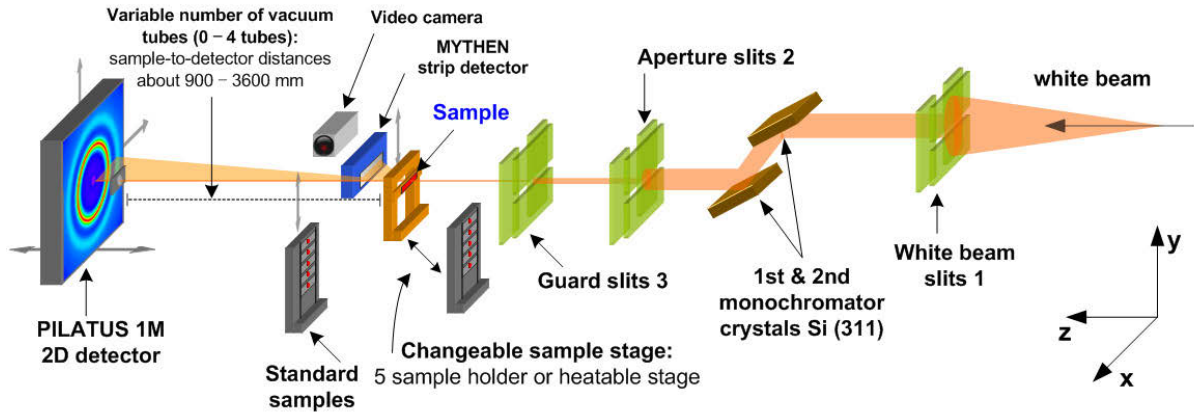 Variable number of vacuum
tubes (0 – 4 tubes):
sample-to-detector distances
about 900 – 3600 mm
Video camera
MYTHEN
strip detector
Sample
Aperture slits 2
white beam
PILATUS 1M
2D detector
Standard
samples
Changeable sample stage:
5 sample holder or heatable stage
Guard slits 3
1st & 2nd
monochromator
crystals Si (311)
White beam
slits 1
y
z
x